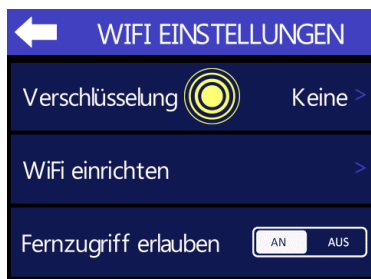 WIFI EINSTELLUNGEN
Verschlüsselung Keine >
WiFi einrichten >
Fernzugriff erlauben AN AUS